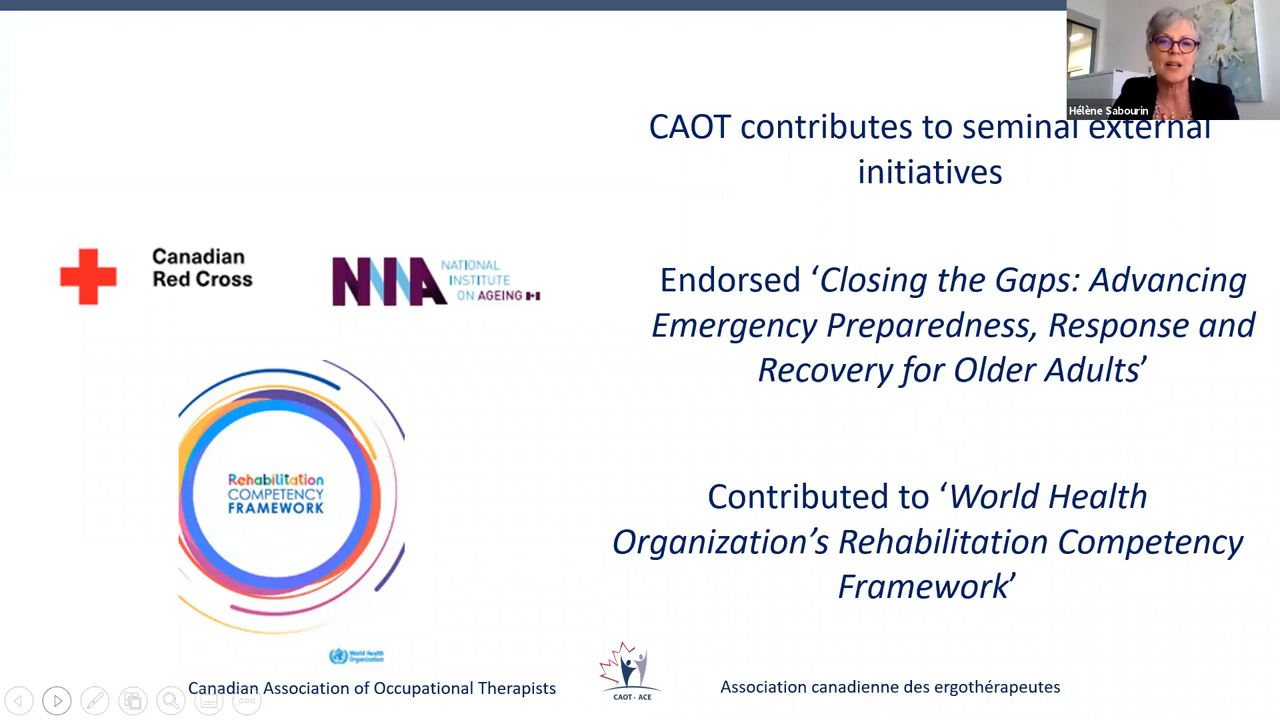 Hélène Sabourin
CAOT contributes to seminal external
initiatives
Canadian
Red Cross
NIA
NATIONAL
INSTITUTE
ON AGEING
Endorsed ‘Closing the Gaps: Advancing
Emergency Preparedness, Response and
Recovery for Older Adults’
Rehabilitation
COMPETENCY
FRAMEWORK
Contributed to ‘World Health
Organization’s Rehabilitation Competency
Framework’
World Health
Organization
Canadian Association of Occupational Therapists
CAOT - ACE
Association canadienne des ergothérapeutes